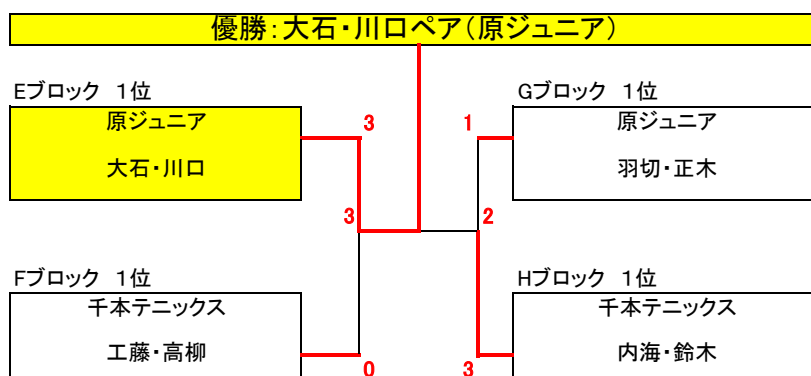 優勝:大石・川口ペア(原ジュニア)
Eブロック 1位
原ジュニア
大石・川口
3
1
Gブロック 1位
原ジュニア
羽切・正木
3
2
Fブロック 1位
千本テニックス
工藤・高柳
0
3
Hブロック 1位
千本テニックス
内海・鈴木